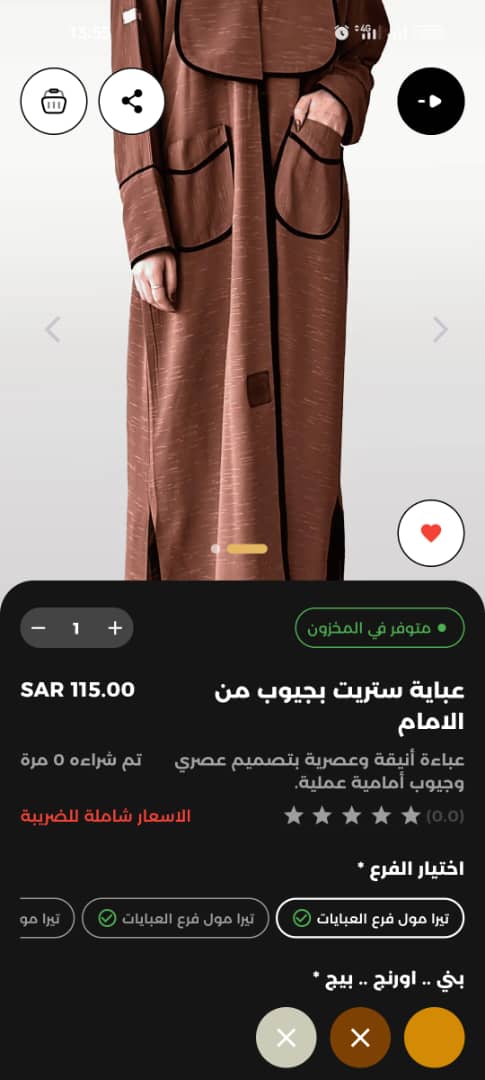 13:55
4G
متوفر في المخزون
1
عباية ستريت بجيوب من الامام
SAR 115.00
عباءة أنيقة وعصرية بتصميم عصري وجيوب أمامية عملية.
تم شراءه 0 مرة
(0.0)
الاسعار شاملة للضريبة
اختيار الفرع *
تيرا مول فرع العبايات
تيرا مول فرع العبايات
تيرا مو
بني .. اورنج .. بيج *